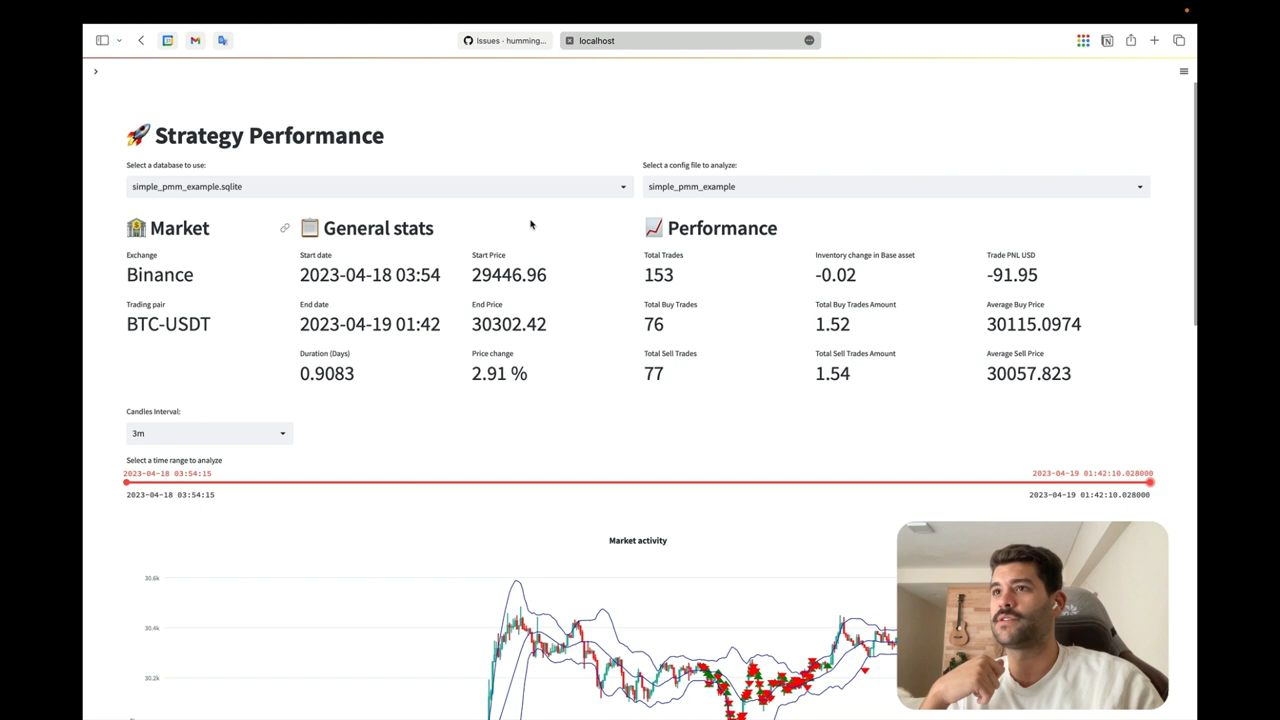 Issues · humming...
localhost
🚀 Strategy Performance
Select a database to use:
simple_pmm_example.sqlite
Select a config file to analyze:
simple_pmm_example
🏦 Market
Exchange
Binance
Trading pair
BTC-USDT
📋 General stats
Start date
2023-04-18 03:54
End date
2023-04-19 01:42
Duration (Days)
0.9083
Start Price
29446.96
End Price
30302.42
Price change
2.91 %
📈 Performance
Total Trades
153
Total Buy Trades
76
Total Sell Trades
77
Inventory change in Base asset
-0.02
Total Buy Trades Amount
1.52
Total Sell Trades Amount
1.54
Trade PNL USD
-91.95
Average Buy Price
30115.0974
Average Sell Price
30057.823
Candles Interval:
3m
Select a time range to analyze
2023-04-18 03:54:15
2023-04-19 01:42:10.028000
2023-04-18 03:54:15
2023-04-19 01:42:10.028000
Market activity
30.6k
30.4k
30.2k